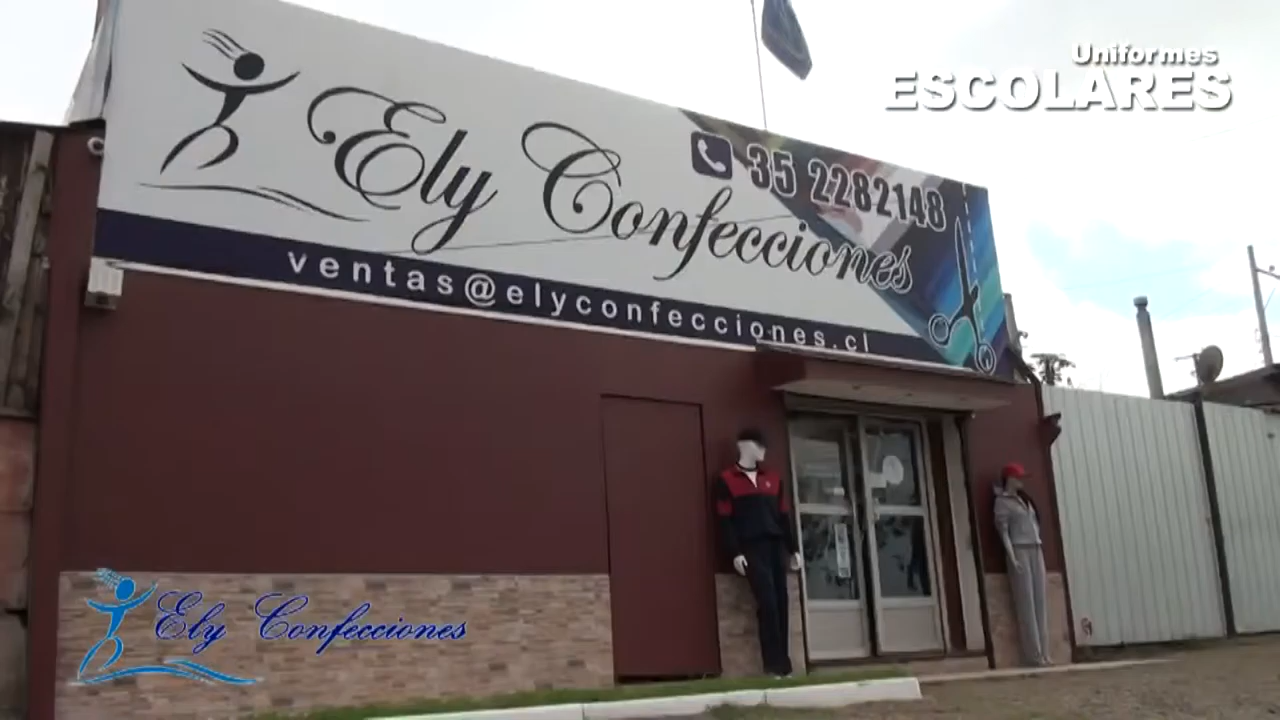 Uniformes
ESCOLARES
35 2282148
Ely Confecciones
ventas@elyconfecciones.cl
Ely Confecciones